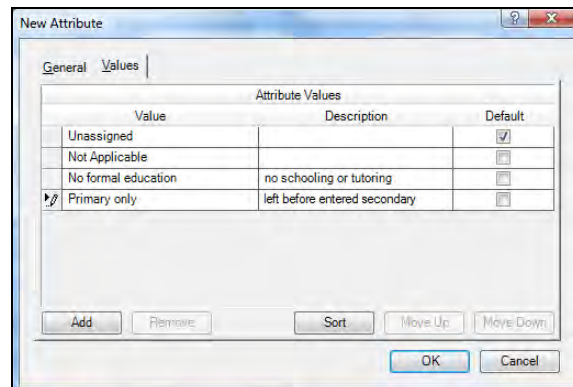 New Attribute
General Values
Attribute Values
Value Description Default
Unassigned
Not Applicable
No formal education no schooling or tutoring
Primary only left before entered secondary
Add Remove Sort Move Up Move Down
OK Cancel